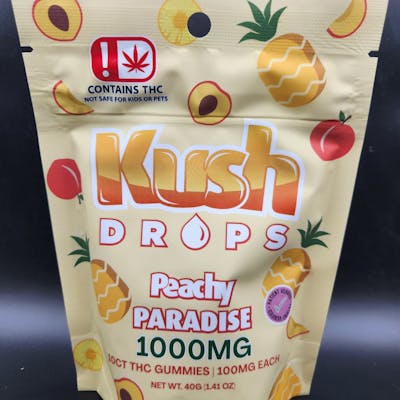 !
CONTAINS THC
NOT SAFE FOR KIDS OR PETS
Kush
DROPS
Peachy
PARADISE
1000MG
10CT THC GUMMIES | 100MG EACH
NET WT. 40G (1.41 OZ)